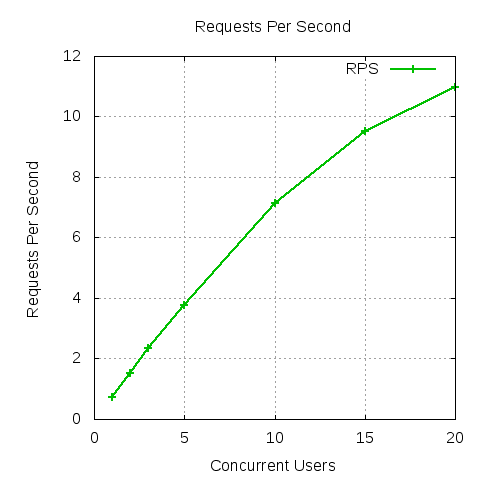 Requests Per Second
12
RPS
10
8
6
4
2
0
0 5 10 15 20
Requests Per Second
Concurrent Users